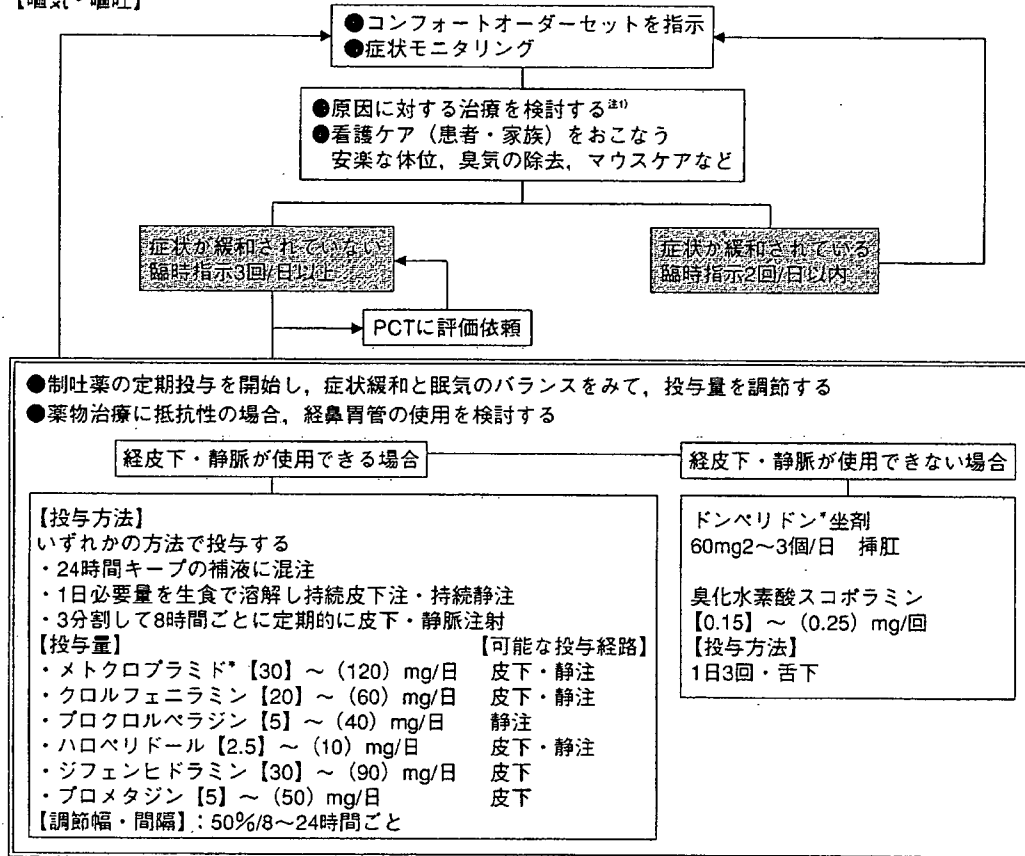 【嘔気・嘔吐】
●コンフォートオーダーセットを指示
●症状モニタリング
●原因に対する治療を検討する注1)
●看護ケア（患者・家族）をおこなう
安楽な体位，臭気の除去，マウスケアなど
症状が緩和されていない
臨時指示3回/日以上
症状が緩和されている
臨時指示2回/日以内
PCTに評価依頼
●制吐薬の定期投与を開始し，症状緩和と眠気のバランスをみて，投与量を調節する
●薬物治療に抵抗性の場合，経鼻胃管の使用を検討する
経皮下・静脈が使用できる場合
経皮下・静脈が使用できない場合
【投与方法】
いずれかの方法で投与する
・24時間キープの補液に混注
・1日必要量を生食で溶解し持続皮下注・持続静注
・3分割して8時間ごとに定期的に皮下・静脈注射
【投与量】 【可能な投与経路】
・メトクロプラミド*【30】～（120）mg/日 皮下・静注
・クロルフェニラミン【20】～（60）mg/日 皮下・静注
・プロクロルペラジン【5】～（40）mg/日 静注
・ハロペリドール【2.5】～（10）mg/日 皮下・静注
・ジフェンヒドラミン【30】～（90）mg/日 皮下
・プロメタジン【5】～（50）mg/日 皮下
【調節幅・間隔】：50%/8～24時間ごと
ドンペリドン*坐剤
60mg2～3個/日 挿肛
臭化水素酸スコポラミン
【0.15】～（0.25）mg/回
【投与方法】
1日3回・舌下